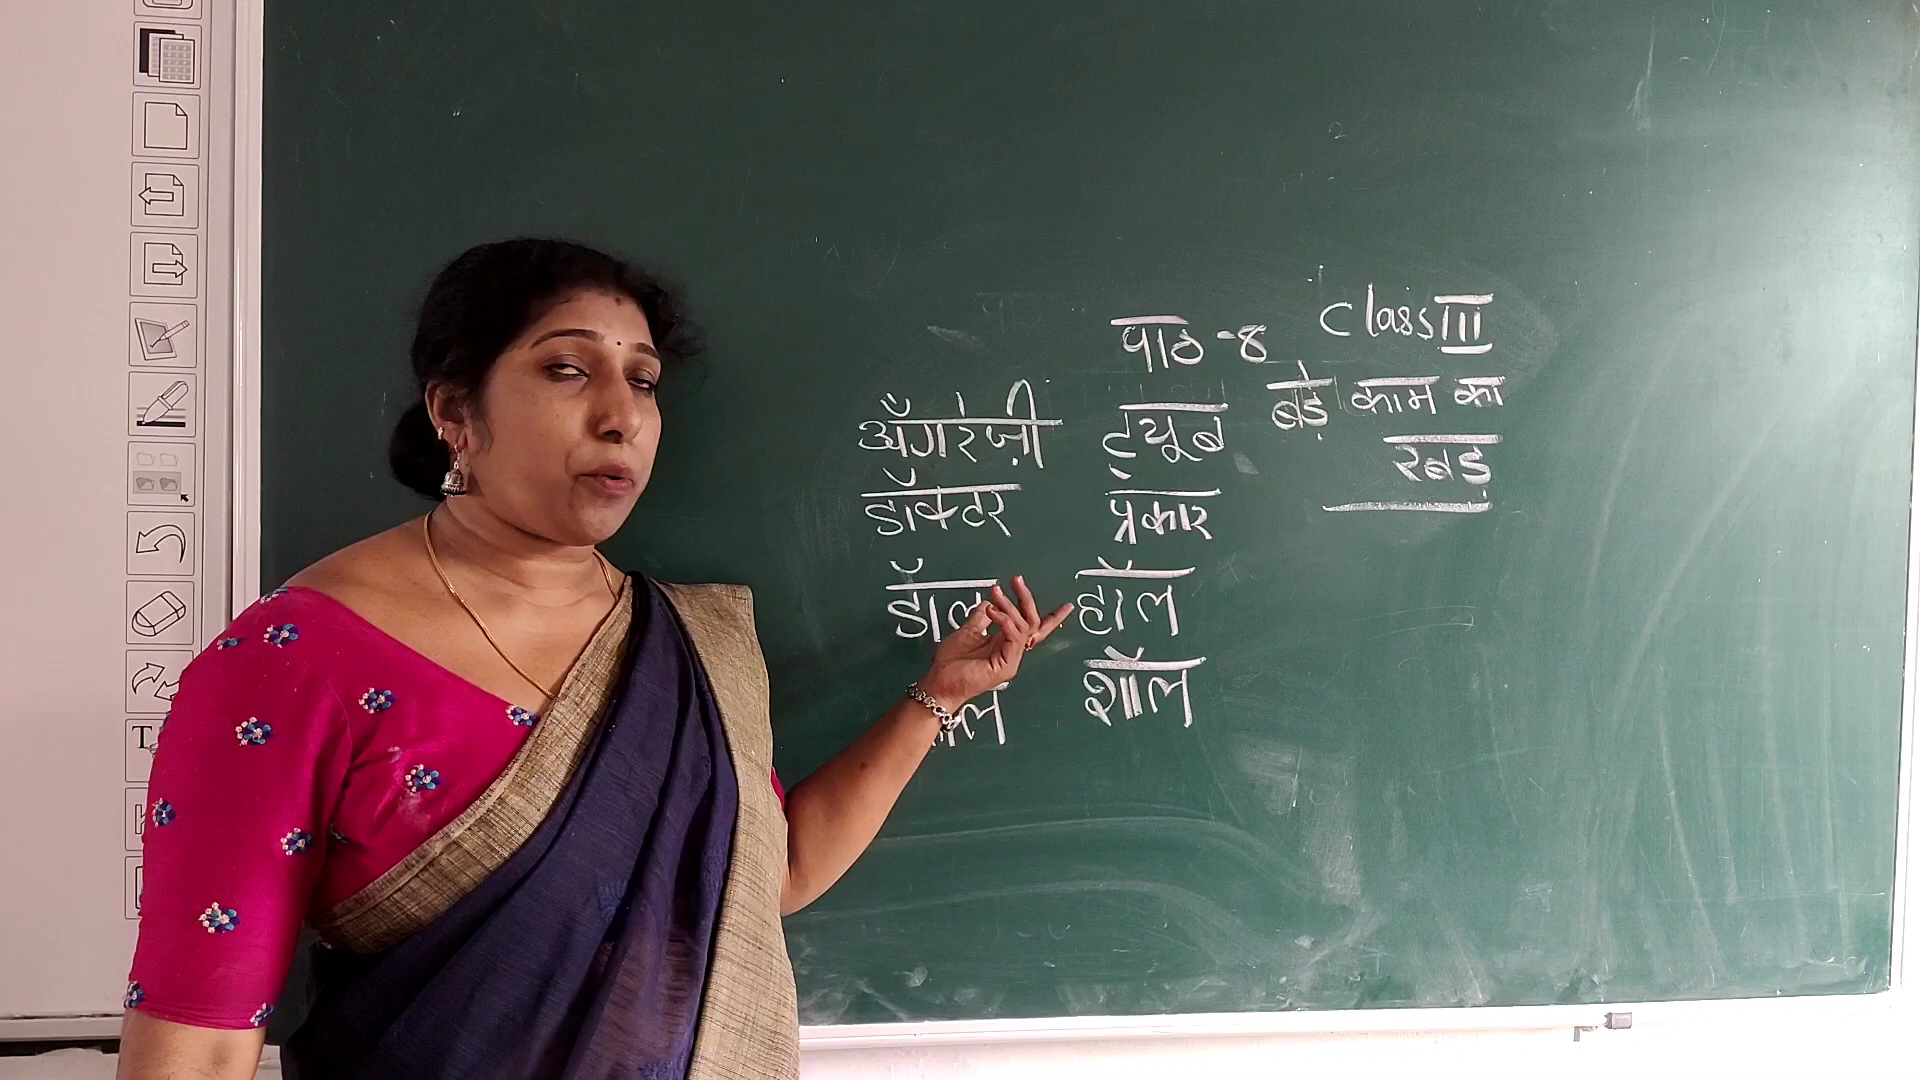 class III
पाठ -8
बड़े काम का
रबड़
अँगरेज़ी ट्यूब
डॉक्टर प्रकार
डॉल हॉल
शॉल